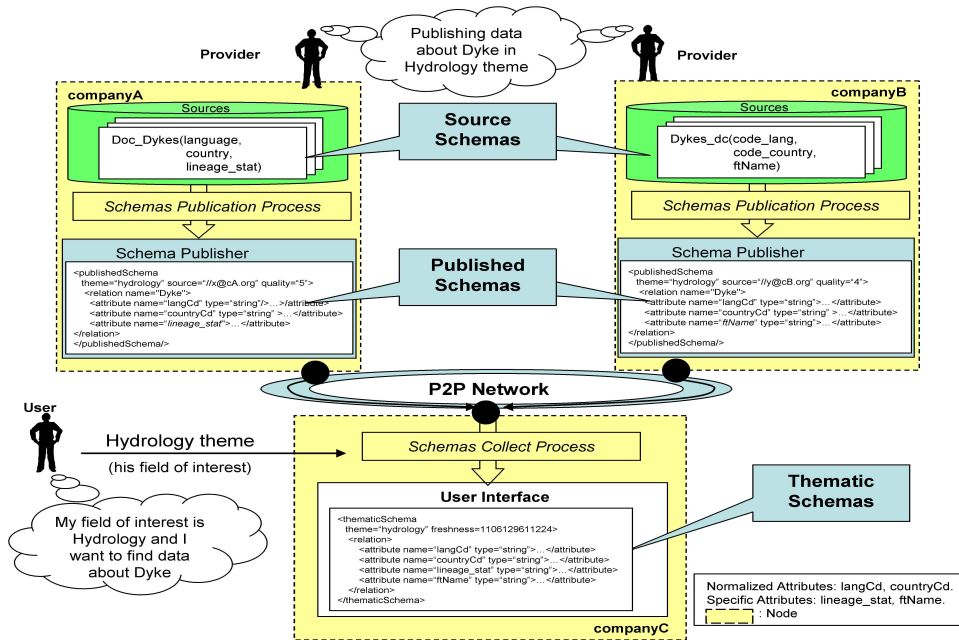 Publishing data
about Dyke in
Hydrology theme
Provider
Provider
companyA
Sources
Doc_Dykes(language,
country,
lineage_stat)
Schemas Publication Process
Schema Publisher
<publishedSchema
theme="hydrology" source="//x@cA.org" quality="5">
<relation name="Dyke">
<attribute name="langCd" type="string"/>…></attribute>
<attribute name="countryCd" type="string" >…</attribute>
<attribute name="lineage_stat">…</attribute>
</relation>
</publishedSchema/>
Source
Schemas
Published
Schemas
companyB
Sources
Dykes_dc(code_lang,
code_country,
ftName)
Schemas Publication Process
Schema Publisher
<publishedSchema
theme="hydrology" source="//y@cB.org" quality="4">
<relation name="Dyke">
<attribute name="langCd" type="string">…</attribute>
<attribute name="countryCd" type="string" >…</attribute>
<attribute name="ftName" type="string">…</attribute>
</relation>
</publishedSchema/>
P2P Network
User
Hydrology theme
(his field of interest)
My field of interest is
Hydrology and I
want to find data
about Dyke
Schemas Collect Process
User Interface
<thematicSchema
theme="hydrology" freshness=1106129611224>
<relation>
<attribute name="langCd" type="string">…</attribute>
<attribute name="countryCd" type="string">…</attribute>
<attribute name="lineage_stat" type="string">…</attribute>
<attribute name="ftName" type="string">…</attribute>
</relation>
</thematicSchema>
companyC
Thematic
Schemas
Normalized Attributes: langCd, countryCd.
Specific Attributes: lineage_stat, ftName.
: Node